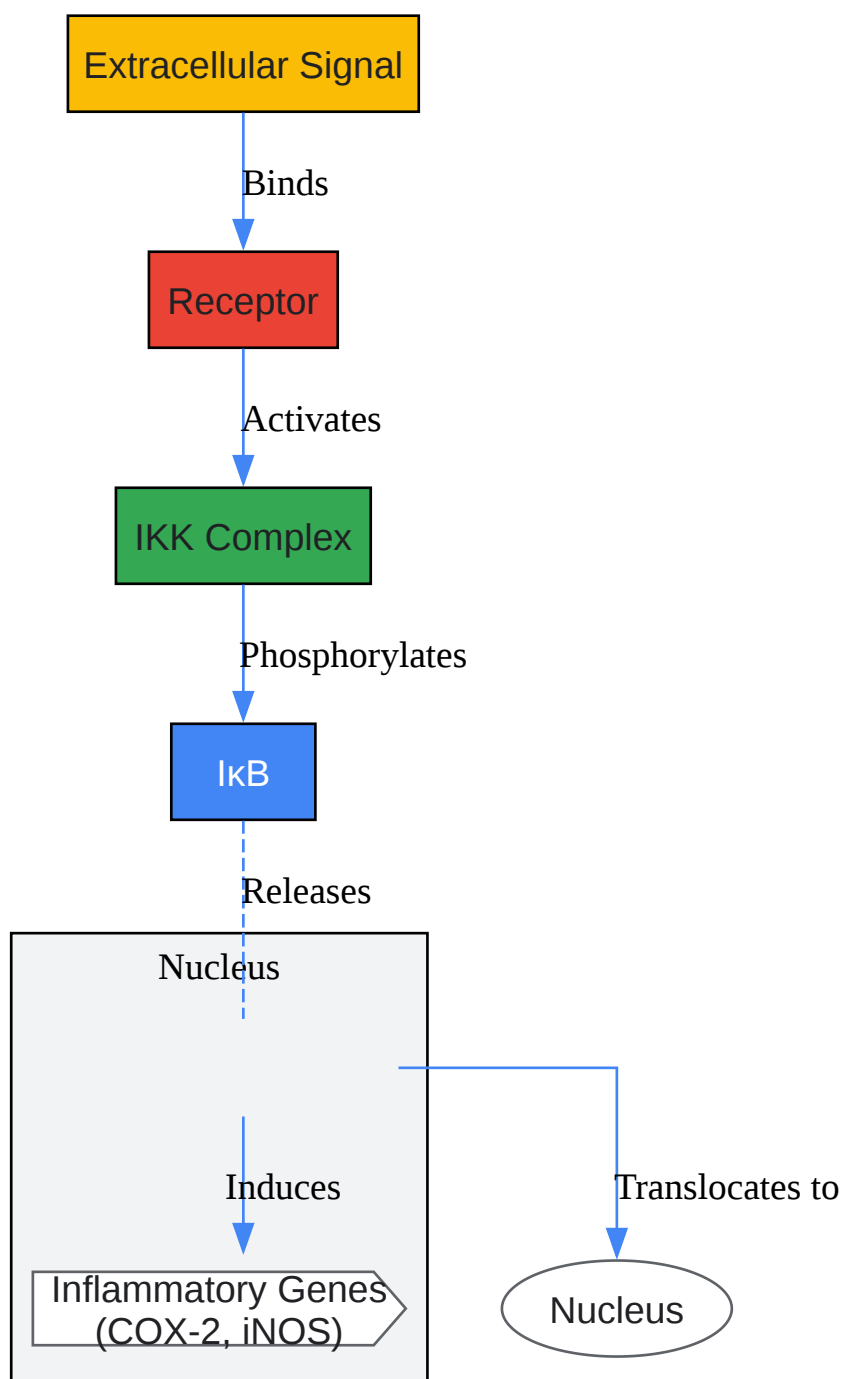 Extracellular Signal
Binds
Receptor
Activates
IKK Complex
Phosphorylates
IκB
Releases
Nucleus
Induces
Translocates to
Inflammatory Genes
(COX-2, iNOS)
Nucleus